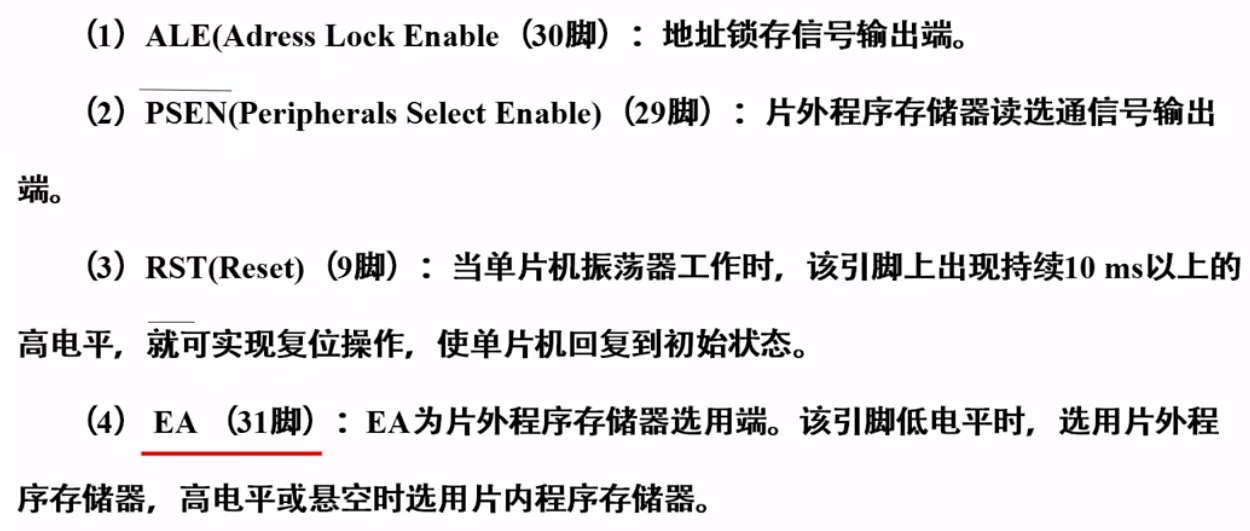 （1）ALE(Adress Lock Enable（30脚）：地址锁存信号输出端。
（2）PSEN(Peripherals Select Enable)（29脚）：片外程序存储器读选通信号输出
端。
（3）RST(Reset)（9脚）：当单片机振荡器工作时，该引脚上出现持续10 ms以上的
高电平，就可实现复位操作，使单片机回复到初始状态。
（4） EA （31脚）：EA为片外程序存储器选用端。该引脚低电平时，选用片外程
序存储器，高电平或悬空时选用片内程序存储器。